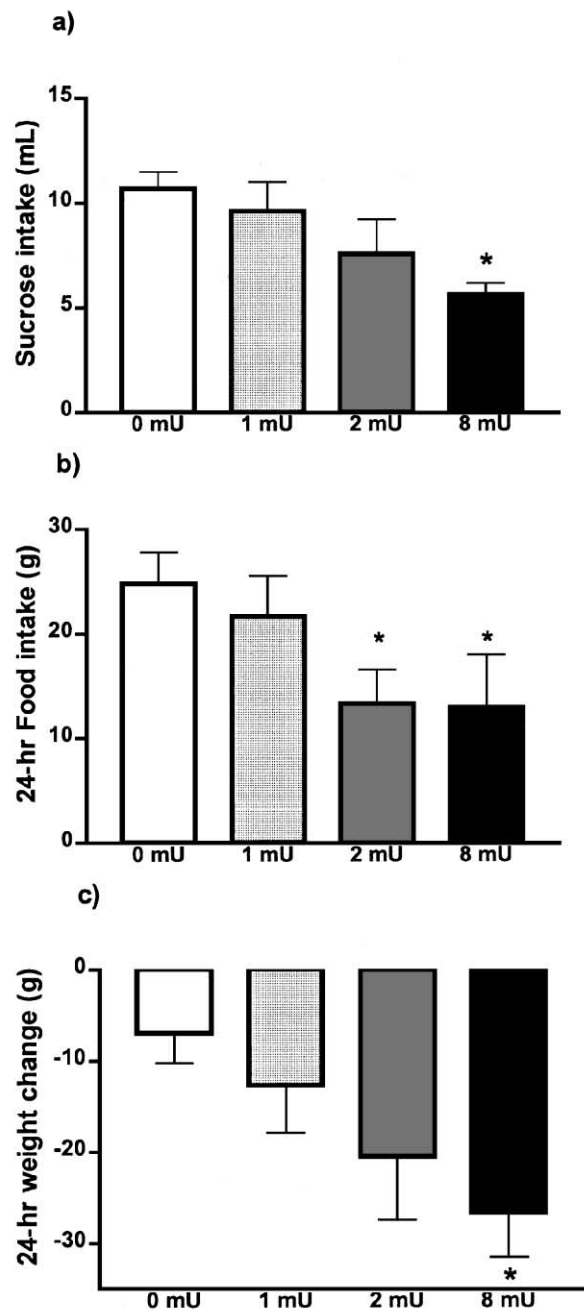 a)
Sucrose intake (mL)
15
10
5
0
0 mU 1 mU 2 mU 8 mU
*
b)
24-hr Food intake (g)
30
20
10
0
0 mU 1 mU 2 mU 8 mU
* *
c)
24-hr weight change (g)
0
-10
-20
-30
*
0 mU 1 mU 2 mU 8 mU